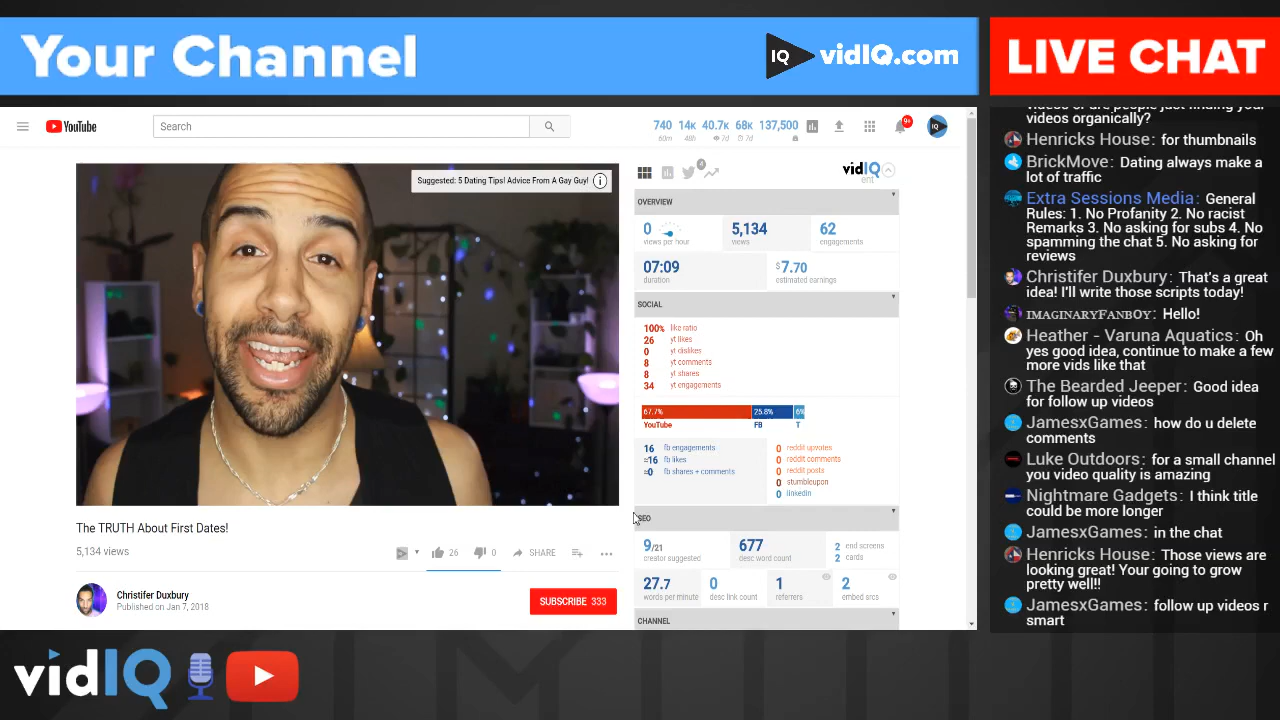 Your Channel
IQ vidIQ.com
LIVE CHAT
YouTube
Search
740 14K 40.7K 68K 137,500
60m 48h 7d 7d
9+
IQ
Suggested: 5 Dating Tips! Advice From A Gay Guy! i
The TRUTH About First Dates!
5,134 views
26 0 SHARE
Christifer Duxbury
Published on Jan 7, 2018
SUBSCRIBE 333
4
vidIQ
ent
OVERVIEW
0 5,134 62
views per hour views engagements
07:09 $7.70
duration estimated earnings
SOCIAL
100% like ratio
26 yt likes
0 yt dislikes
8 yt comments
8 yt shares
34 yt engagements
67.7% 25.8% 6%
YouTube FB T
16 fb engagements
≈16 fb likes
≈0 fb shares + comments
0 reddit upvotes
0 reddit comments
0 reddit posts
0 stumbleupon
0 linkedin
SEO
9/21 677 2 end screens
creator suggested desc word count 2 cards
27.7 0 1 2
words per minute desc link count referrers embed srcs
CHANNEL
videos or are people just finding your
videos organically?
Henricks House: for thumbnails
BrickMove: Dating always make a
lot of traffic
Extra Sessions Media: General
Rules: 1. No Profanity 2. No racist
Remarks 3. No asking for subs 4. No
spamming the chat 5. No asking for
reviews
Christifer Duxbury: That's a great
idea! I'll write those scripts today!
ɪᴍᴀɢɪɴᴀʀʏFᴀɴʙᴏʏ: Hello!
Heather - Varuna Aquatics: Oh
yes good idea, continue to make a few
more vids like that
The Bearded Jeeper: Good idea
for follow up videos
JamesxGames: how do u delete
comments
Luke Outdoors: for a small channel
you video quality is amazing
Nightmare Gadgets: I think title
could be more longer
JamesxGames: in the chat
Henricks House: Those views are
looking great! Your going to grow
pretty well!!
JamesxGames: follow up videos r
smart
vidIQ